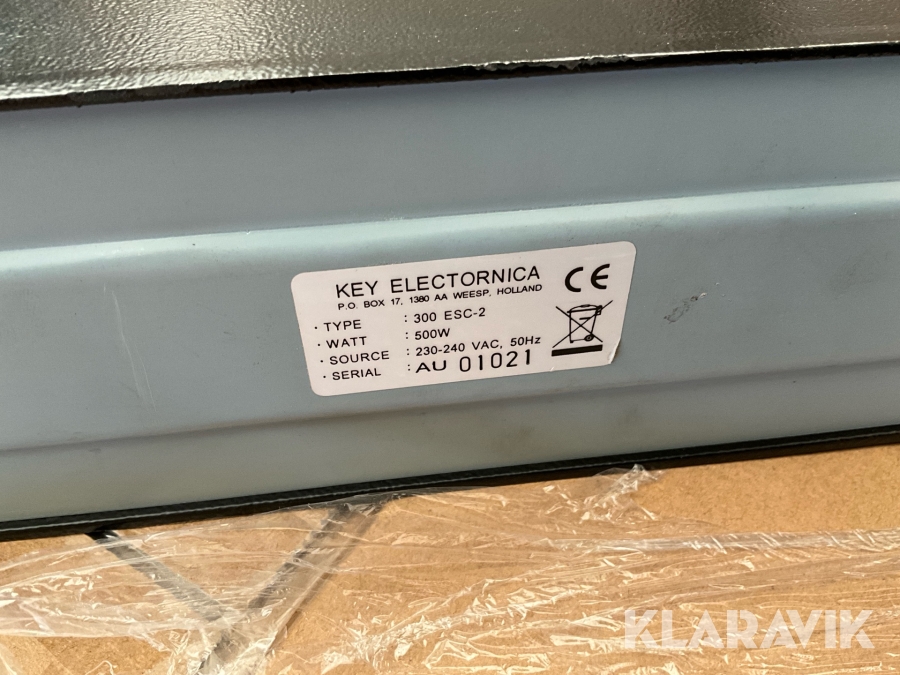 KEY ELECTORNICA
P.O. BOX 17, 1380 AA WEESP, HOLLAND
CE
· TYPE : 300 ESC-2
· WATT : 500W
· SOURCE : 230-240 VAC, 50Hz
· SERIAL : AU 01021
KLARAVIK